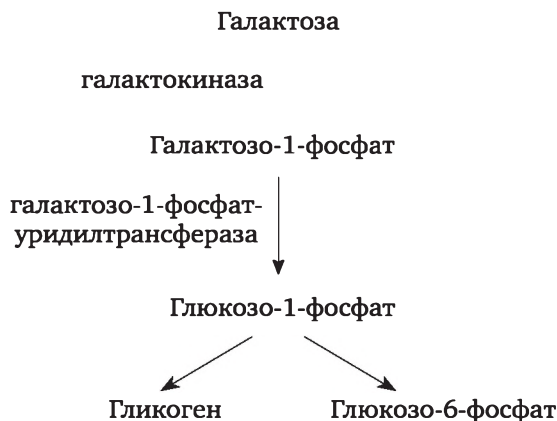 Галактоза
галактокиназа
Галактозо-1-фосфат
галактозо-1-фосфат-
уридилтрансфераза
Глюкозо-1-фосфат
Гликоген Глюкозо-6-фосфат